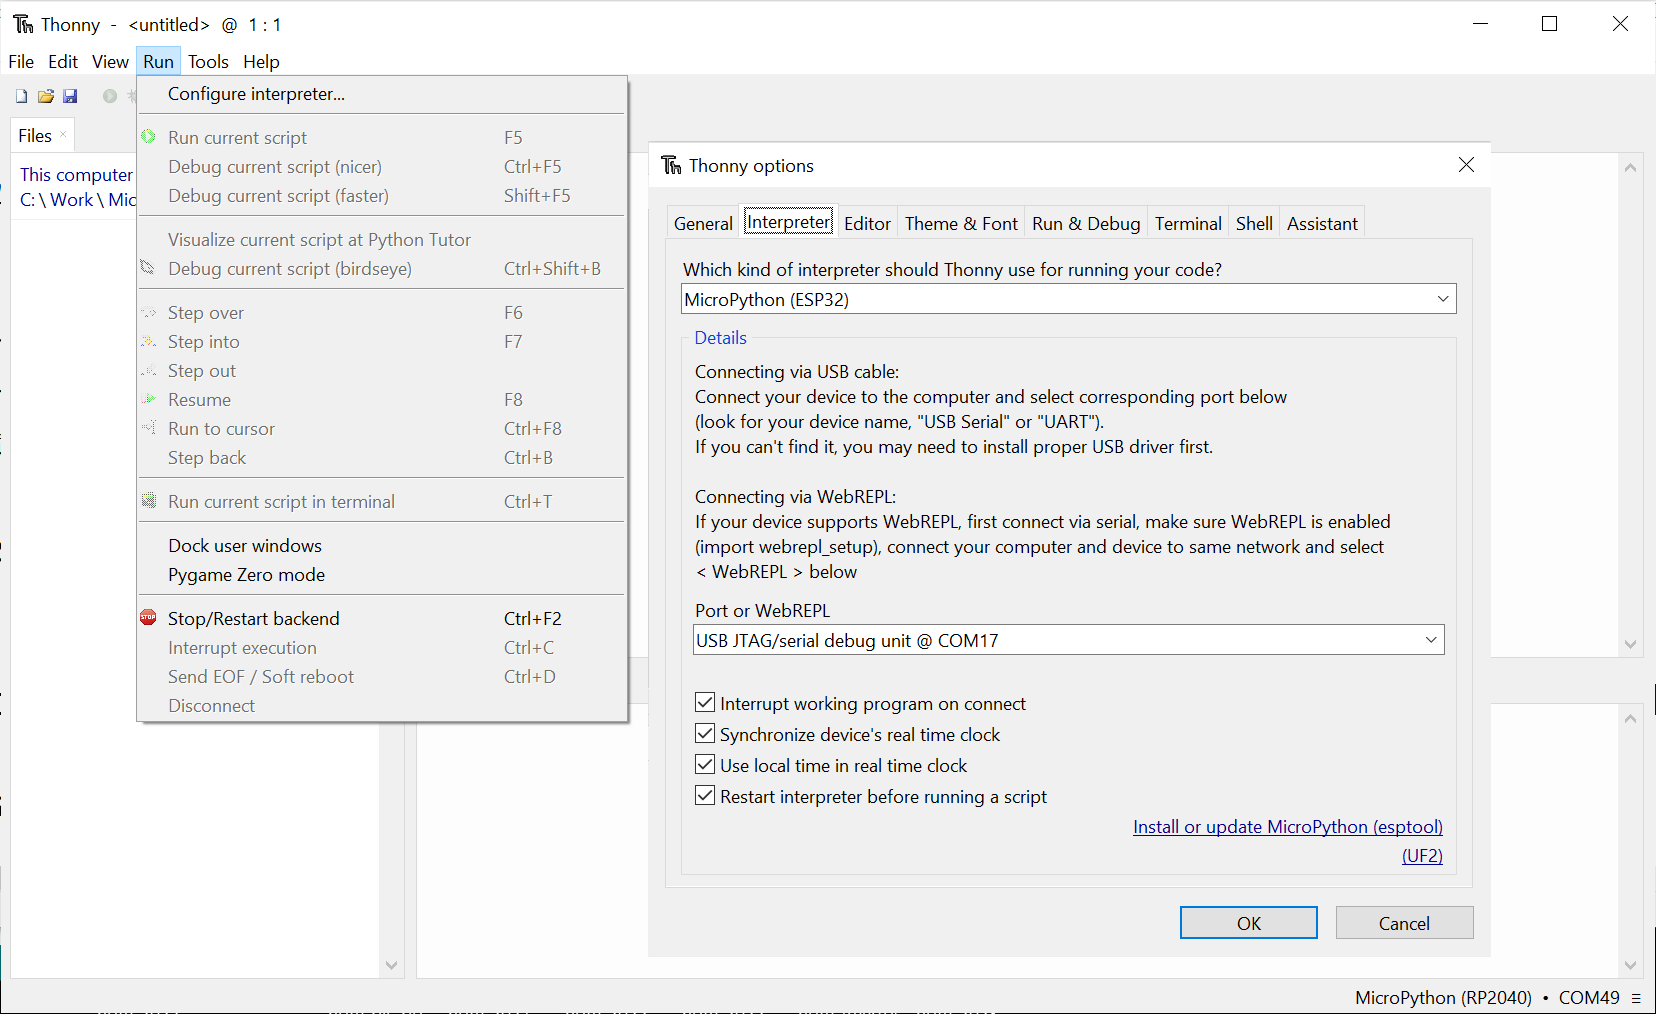 Thonny - <untitled> @ 1 : 1
File Edit View Run Tools Help
Configure interpreter...
Run current script F5
Debug current script (nicer) Ctrl+F5
Debug current script (faster) Shift+F5
Visualize current script at Python Tutor
Debug current script (birdseye) Ctrl+Shift+B
Step over F6
Step into F7
Step out
Resume F8
Run to cursor Ctrl+F8
Step back Ctrl+B
Run current script in terminal Ctrl+T
Dock user windows
Pygame Zero mode
STOP Stop/Restart backend Ctrl+F2
Interrupt execution Ctrl+C
Send EOF / Soft reboot Ctrl+D
Disconnect
Files
This computer
C: \ Work \ Mic
Thonny options
General Interpreter Editor Theme & Font Run & Debug Terminal Shell Assistant
Which kind of interpreter should Thonny use for running your code?
MicroPython (ESP32)
Details
Connecting via USB cable:
Connect your device to the computer and select corresponding port below
(look for your device name, "USB Serial" or "UART").
If you can't find it, you may need to install proper USB driver first.
Connecting via WebREPL:
If your device supports WebREPL, first connect via serial, make sure WebREPL is enabled
(import webrepl_setup), connect your computer and device to same network and select
< WebREPL > below
Port or WebREPL
USB JTAG/serial debug unit @ COM17
Interrupt working program on connect
Synchronize device's real time clock
Use local time in real time clock
Restart interpreter before running a script
Install or update MicroPython (esptool)
(UF2)
OK Cancel
MicroPython (RP2040) • COM49 ≡